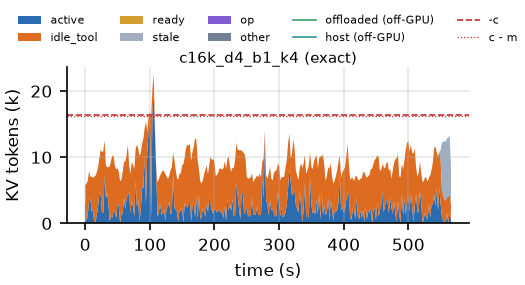 active ready op offloaded (off-GPU) -c
idle_tool stale other host (off-GPU) c - m
c16k_d4_b1_k4 (exact)
KV tokens (k)
20
10
0
0 100 200 300 400 500
time (s)